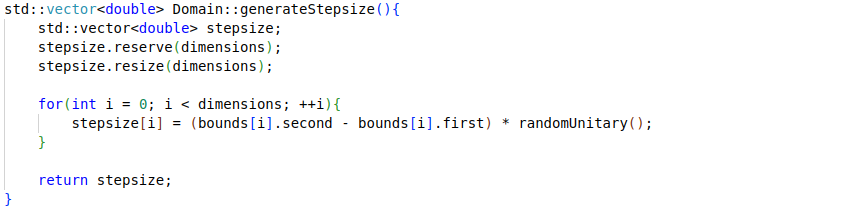 std::vector<double> Domain::generateStepsize(){
    std::vector<double> stepsize;
    stepsize.reserve(dimensions);
    stepsize.resize(dimensions);

    for(int i = 0; i < dimensions; ++i){
        stepsize[i] = (bounds[i].second - bounds[i].first) * randomUnitary();
    }

    return stepsize;
}